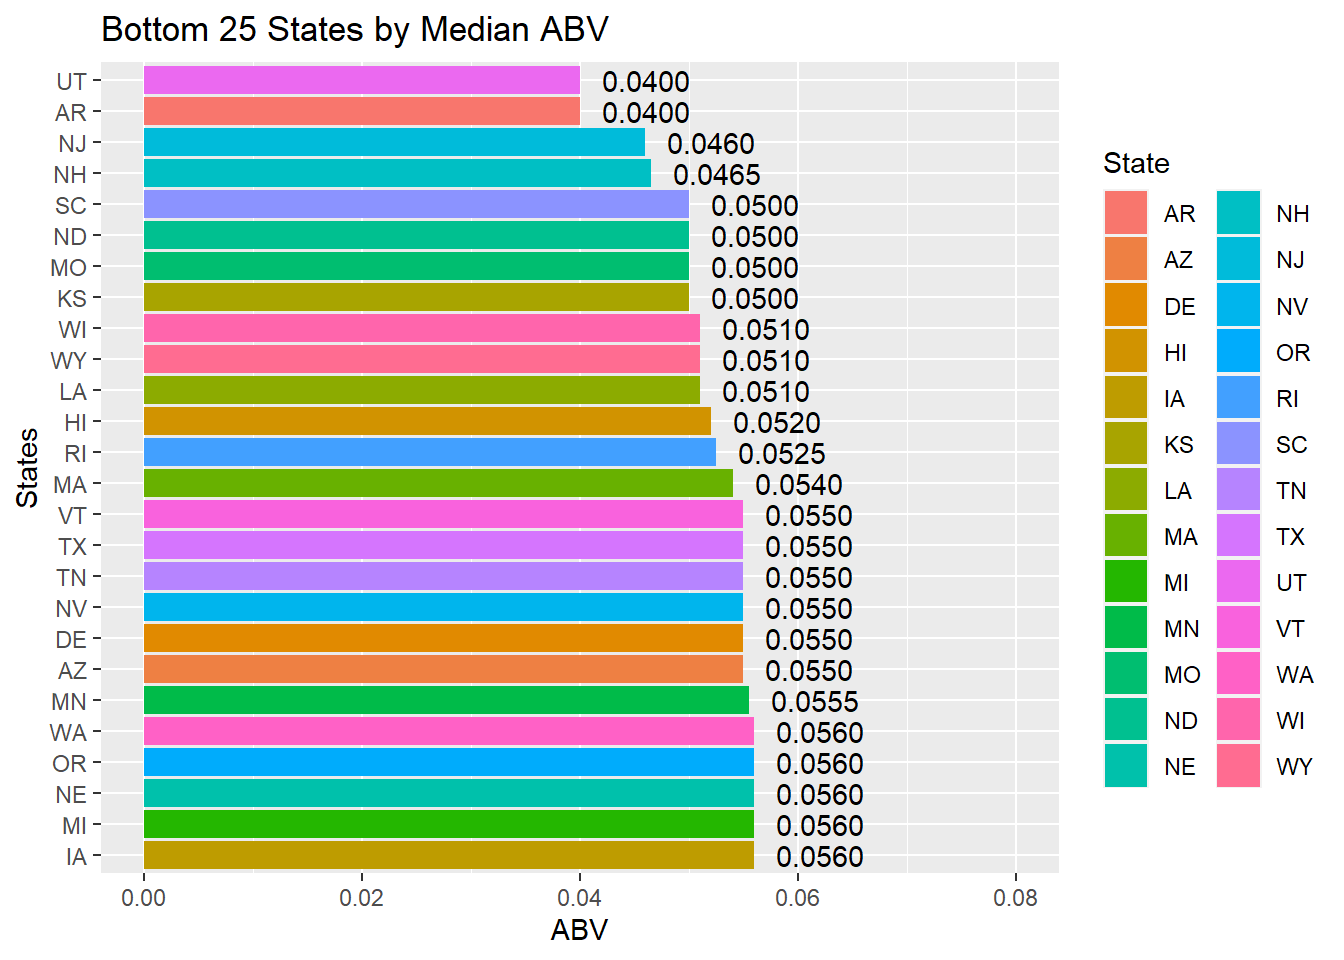 Bottom 25 States by Median ABV
States
UT 0.0400
AR 0.0400
NJ 0.0460
NH 0.0465
SC 0.0500
ND 0.0500
MO 0.0500
KS 0.0500
WI 0.0510
WY 0.0510
LA 0.0510
HI 0.0520
RI 0.0525
MA 0.0540
VT 0.0550
TX 0.0550
TN 0.0550
NV 0.0550
DE 0.0550
AZ 0.0550
MN 0.0555
WA 0.0560
OR 0.0560
NE 0.0560
MI 0.0560
IA 0.0560
0.00 0.02 0.04 0.06 0.08
ABV
State
AR NH
AZ NJ
DE NV
HI OR
IA RI
KS SC
LA TN
MA TX
MI UT
MN VT
MO WA
ND WI
NE WY